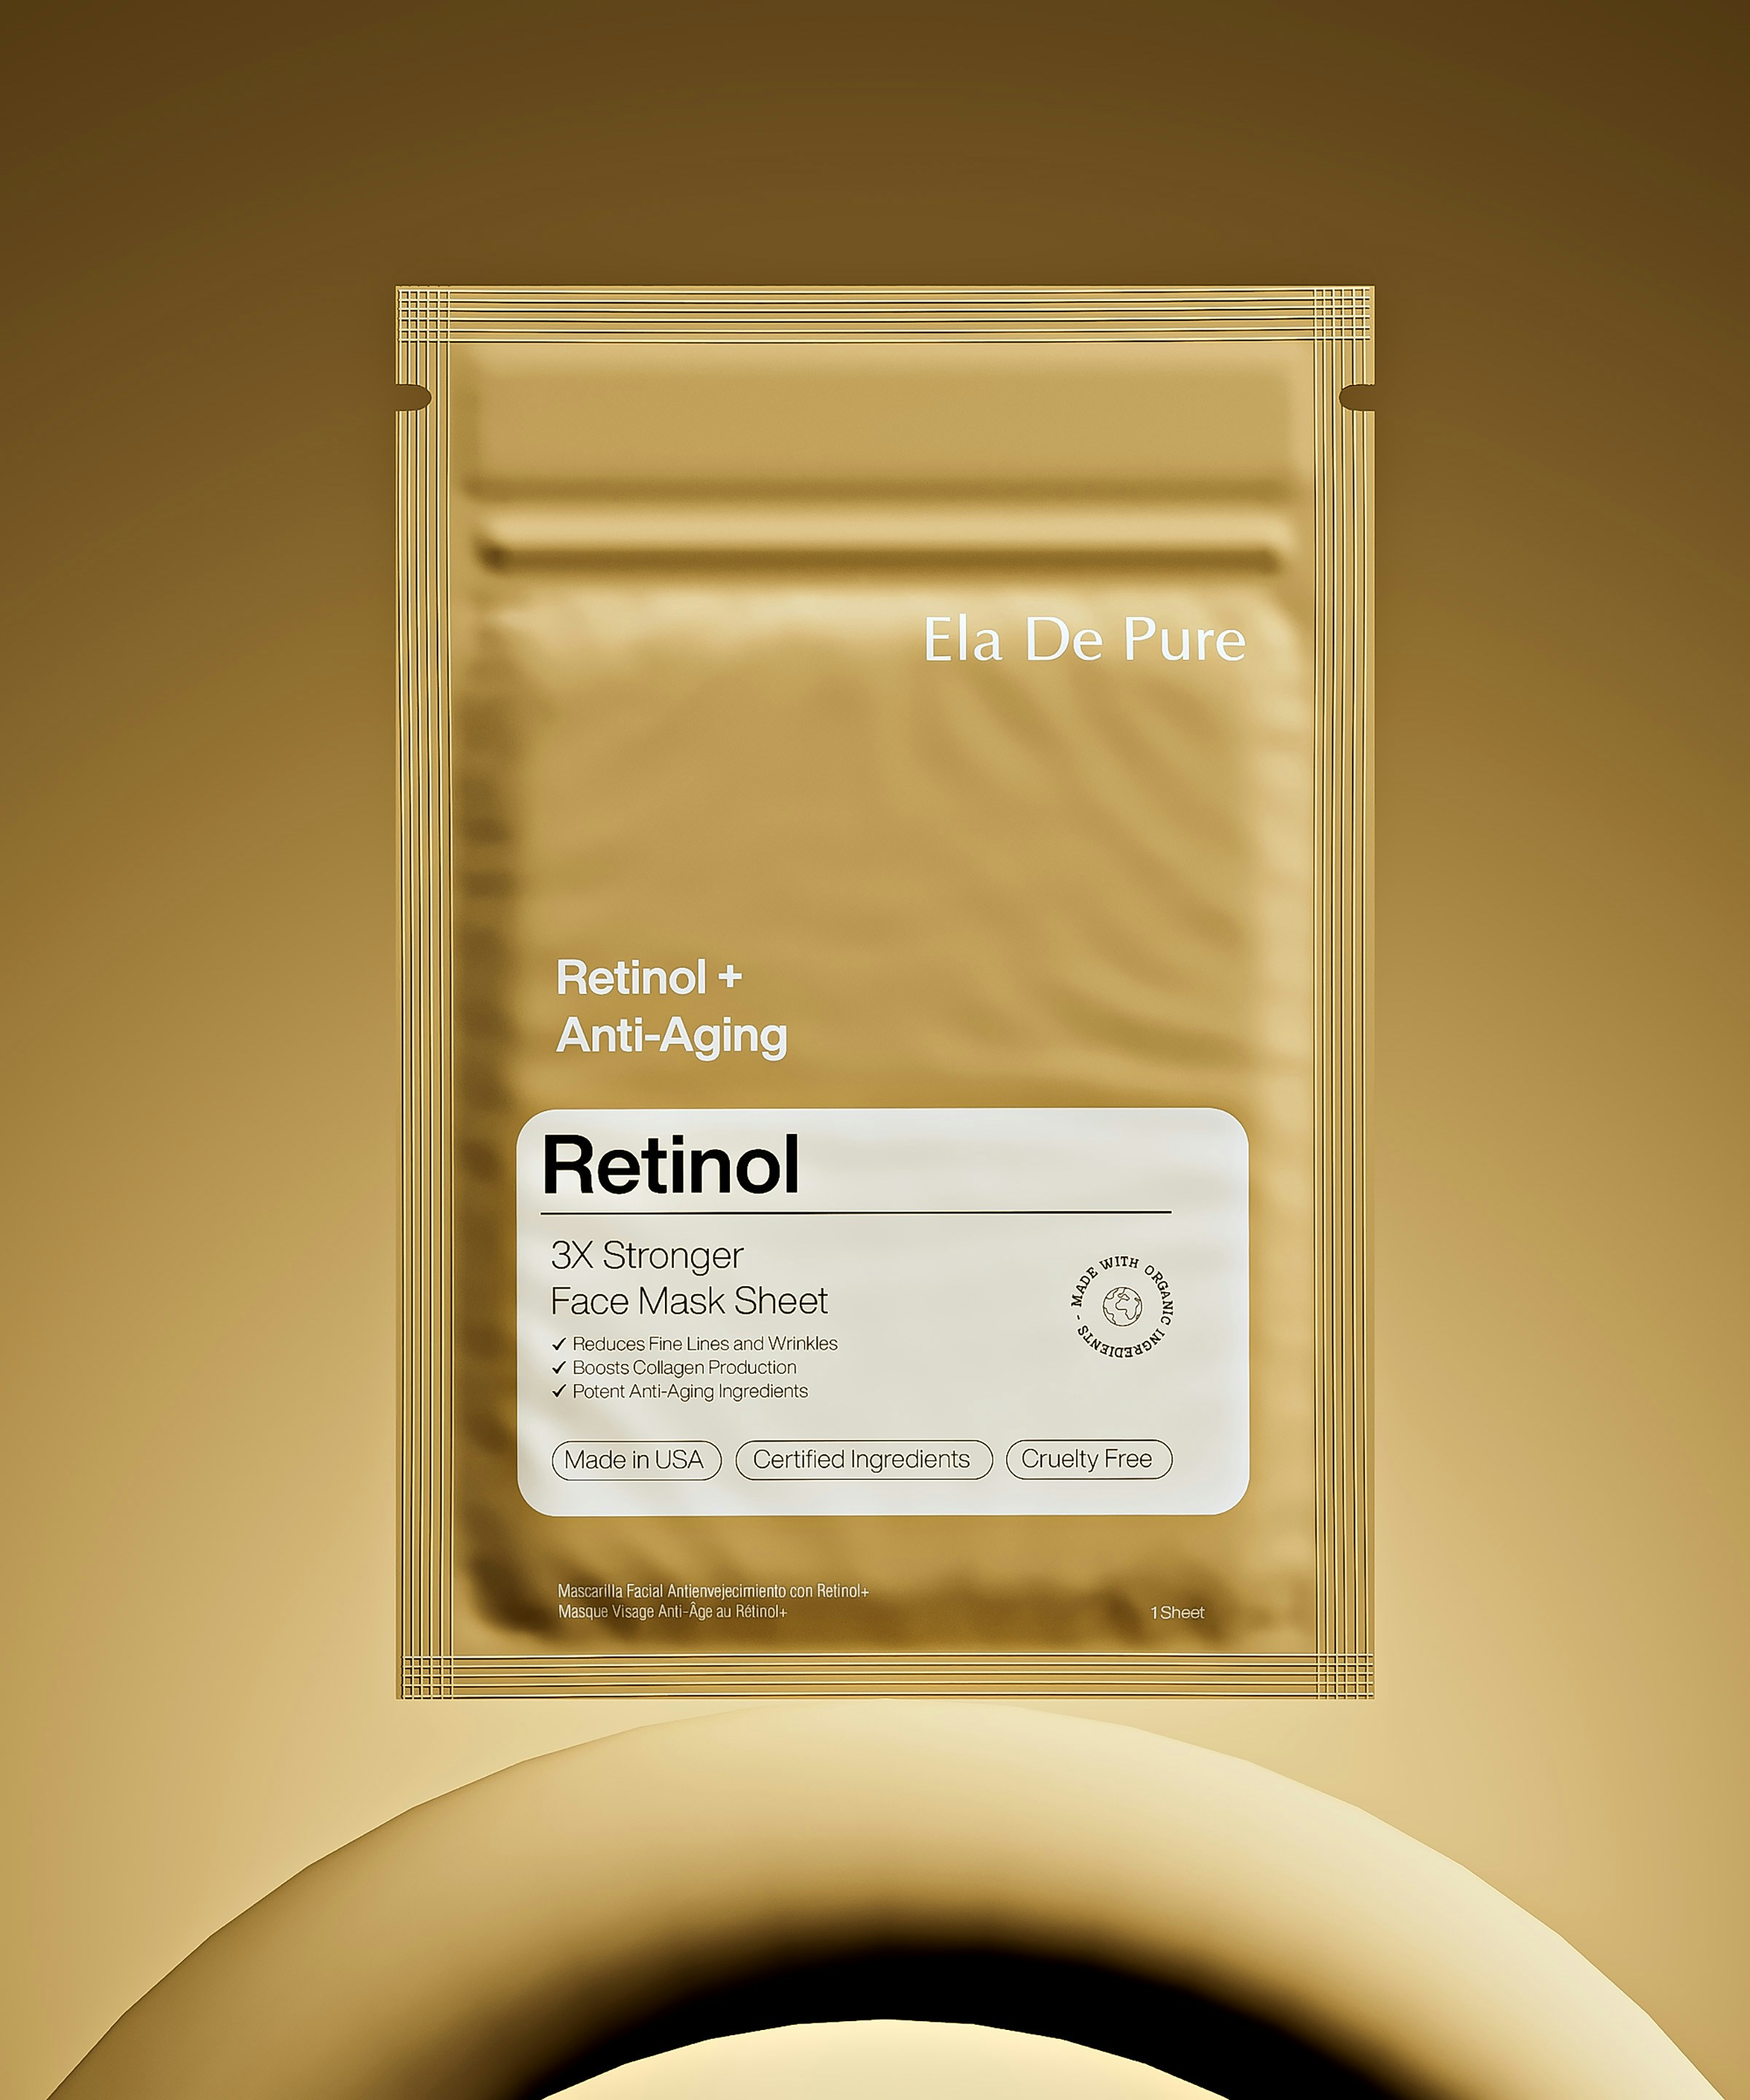 Ela De Pure
Retinol +
Anti-Aging
Retinol
3X Stronger
Face Mask Sheet
✓ Reduces Fine Lines and Wrinkles
✓ Boosts Collagen Production
✓ Potent Anti-Aging Ingredients
MADE WITH ORGANIC INGREDIENTS -
Made in USA
Certified Ingredients
Cruelty Free
Mascarilla Facial Antienvejecimiento con Retinol+
Masque Visage Anti-Âge au Rétinol+
1 Sheet